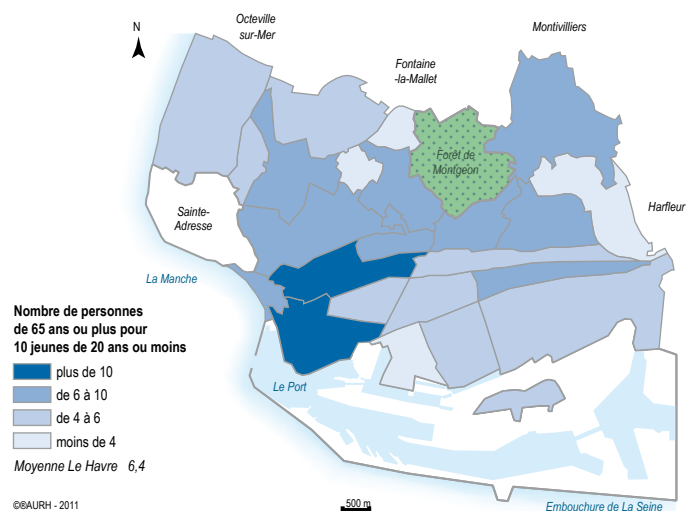 Octeville
sur-Mer
Montivilliers
N
Fontaine
-la-Mallet
Forêt de
Montgeon
Sainte-
Adresse
Harfleur
La Manche
Nombre de personnes
de 65 ans ou plus pour
10 jeunes de 20 ans ou moins
plus de 10
de 6 à 10
de 4 à 6
moins de 4
Moyenne Le Havre 6,4
Le Port
©®AURH - 2011
500 m
Embouchure de La Seine